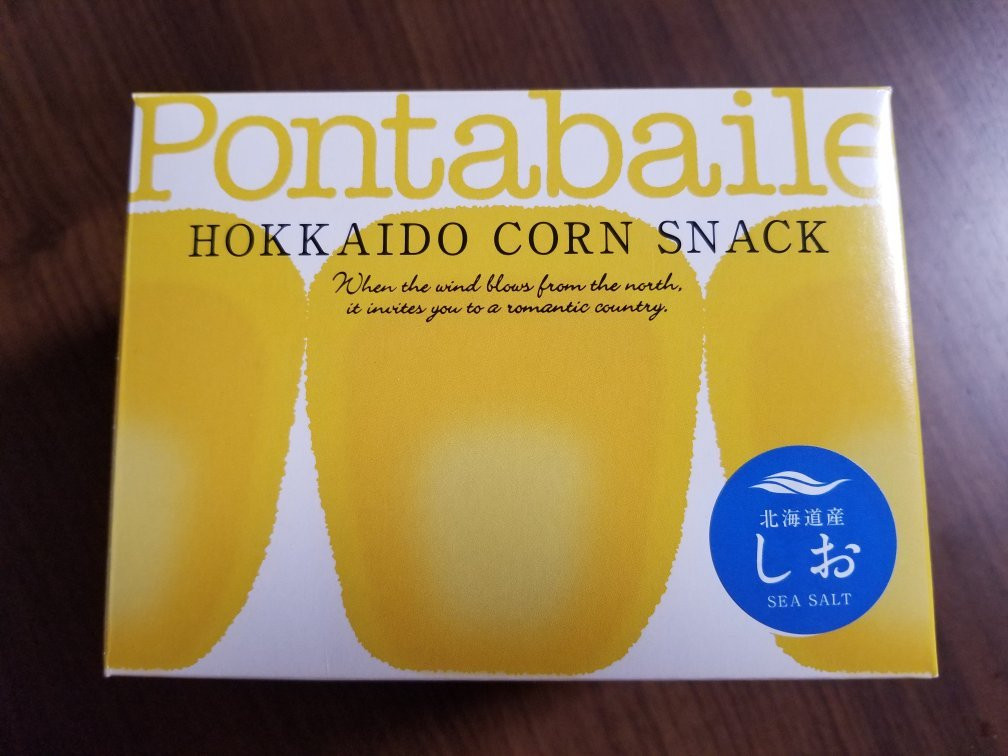 Pontabaile
HOKKAIDO CORN SNACK
When the wind blows from the north,
it invites you to a romantic country.
北海道産
しお
SEA SALT